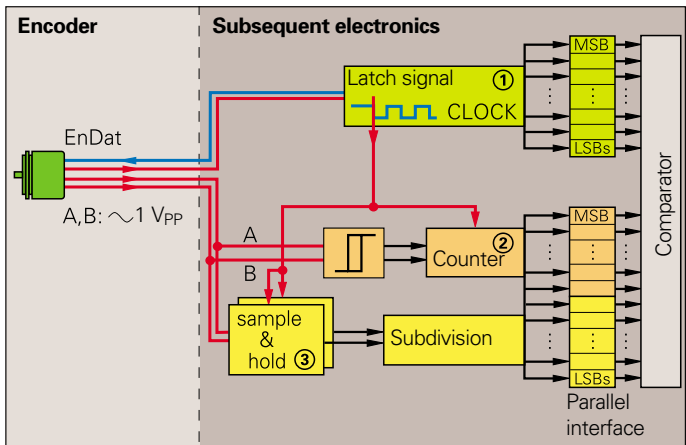 Encoder
Subsequent electronics
Latch signal ①
CLOCK
EnDat
A,B: ~1 VPP
MSB
LSBs
Comparator
A
B
Counter ②
MSB
sample
&
hold ③
Subdivision
LSBs
Parallel
interface